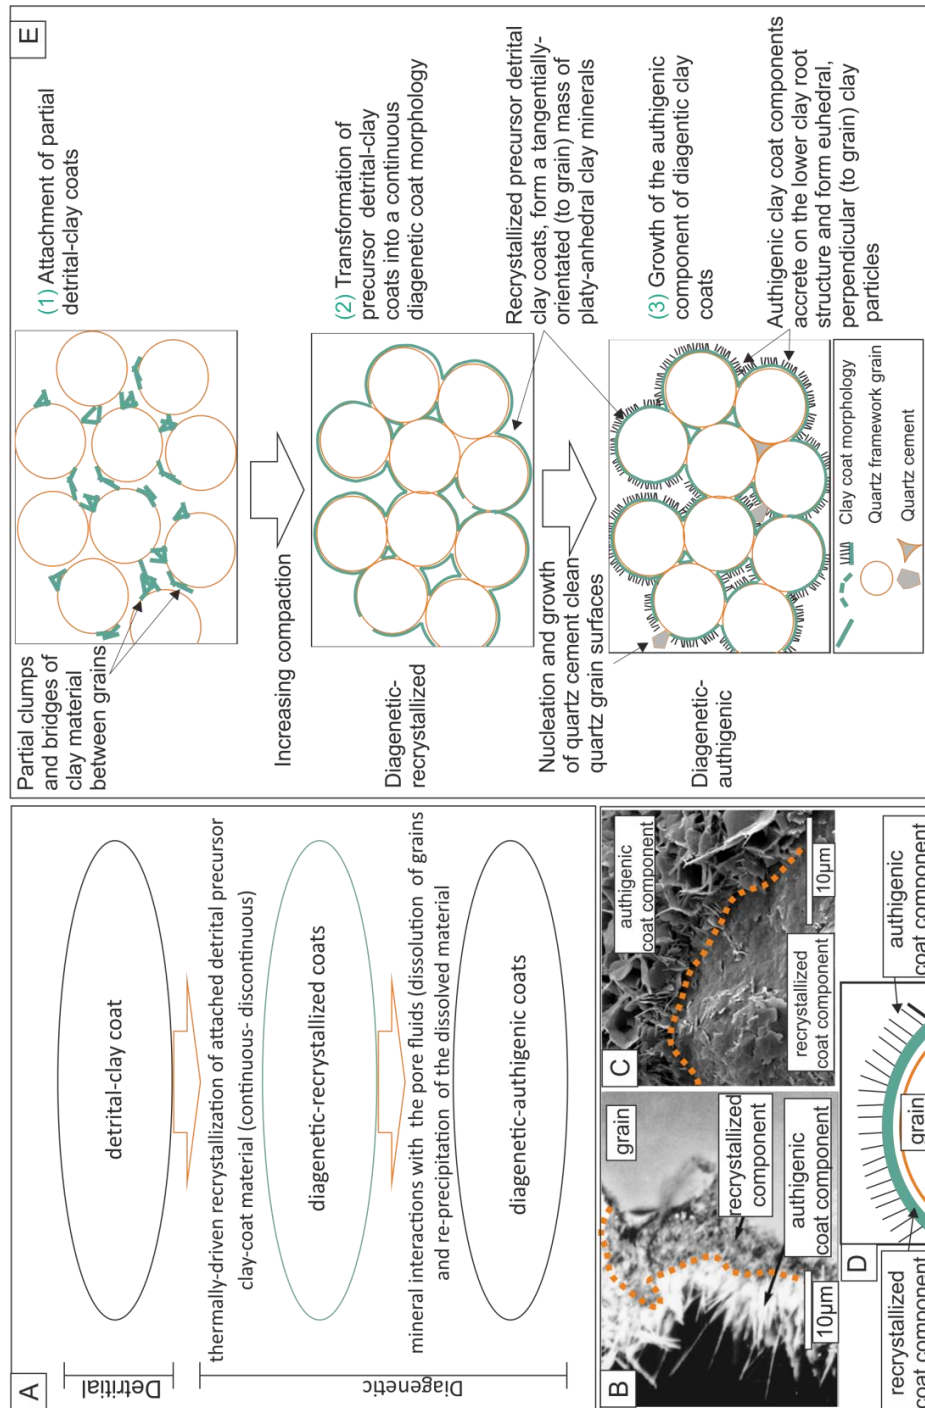 A
Detritial
Diagenetic
detrital-clay coat
thermally-driven recrystallization of attached detrital precursor
clay-coat material (continuous- discontinuous)
diagenetic-recrystallized coats
mineral interactions with the pore fluids (dissolution of grains
and re-precipitation of the dissolved material
diagenetic-authigenic coats
B
grain
recrystallized
component
authigenic
coat component
10µm
C
authigenic
coat component
recrystallized
coat component
10µm
D
recrystallized
coat component
grain
authigenic
coat component
E
Partial clumps
and bridges of
clay material
between grains
(1) Attachment of partial
detrital-clay coats
Increasing compaction
Diagenetic-
recrystallized
(2) Transformation of
precursor detrital-clay
coats into a continuous
diagenetic coat morphology
Recrystallized precursor detrital
clay coats, form a tangentially-
orientated (to grain) mass of
platy-anhedral clay minerals
Nucleation and growth
of quartz cement clean
quartz grain surfaces
Diagenetic-
authigenic
(3) Growth of the authigenic
component of diagentic clay
coats
Authigenic clay coat components
accrete on the lower clay root
structure and form euhedral,
perpendicular (to grain) clay
particles
Clay coat morphology
Quartz framework grain
Quartz cement